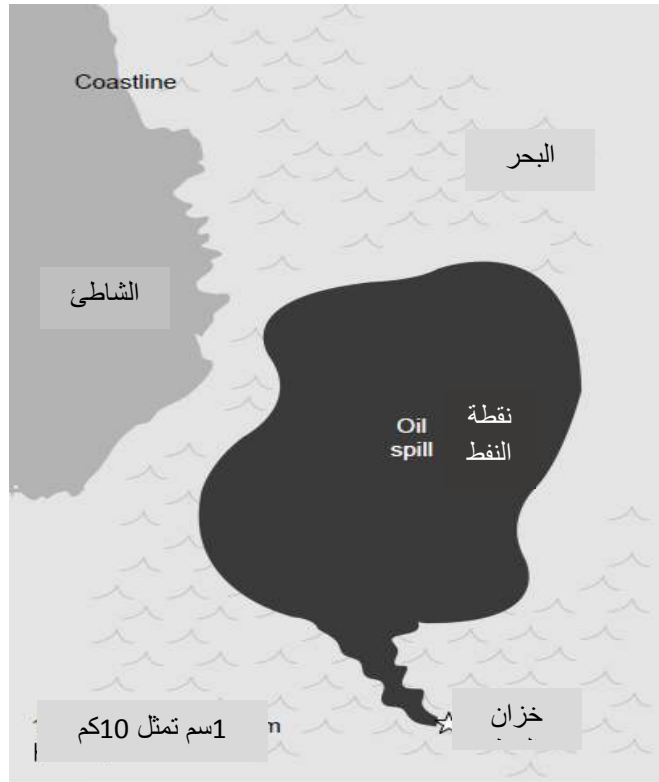 Coastline
البحر
الشاطئ
Oil
spill
نقطة
النفط
خزان
1سم تمثل 10كم